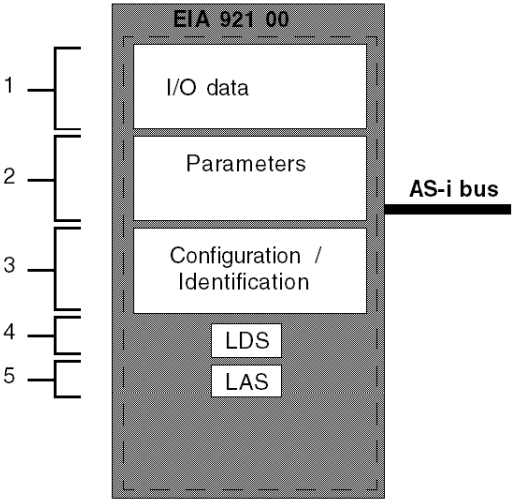 EIA 921 00
1
I/O data
2
Parameters
AS-i bus
3
Configuration /
Identification
4
LDS
5
LAS